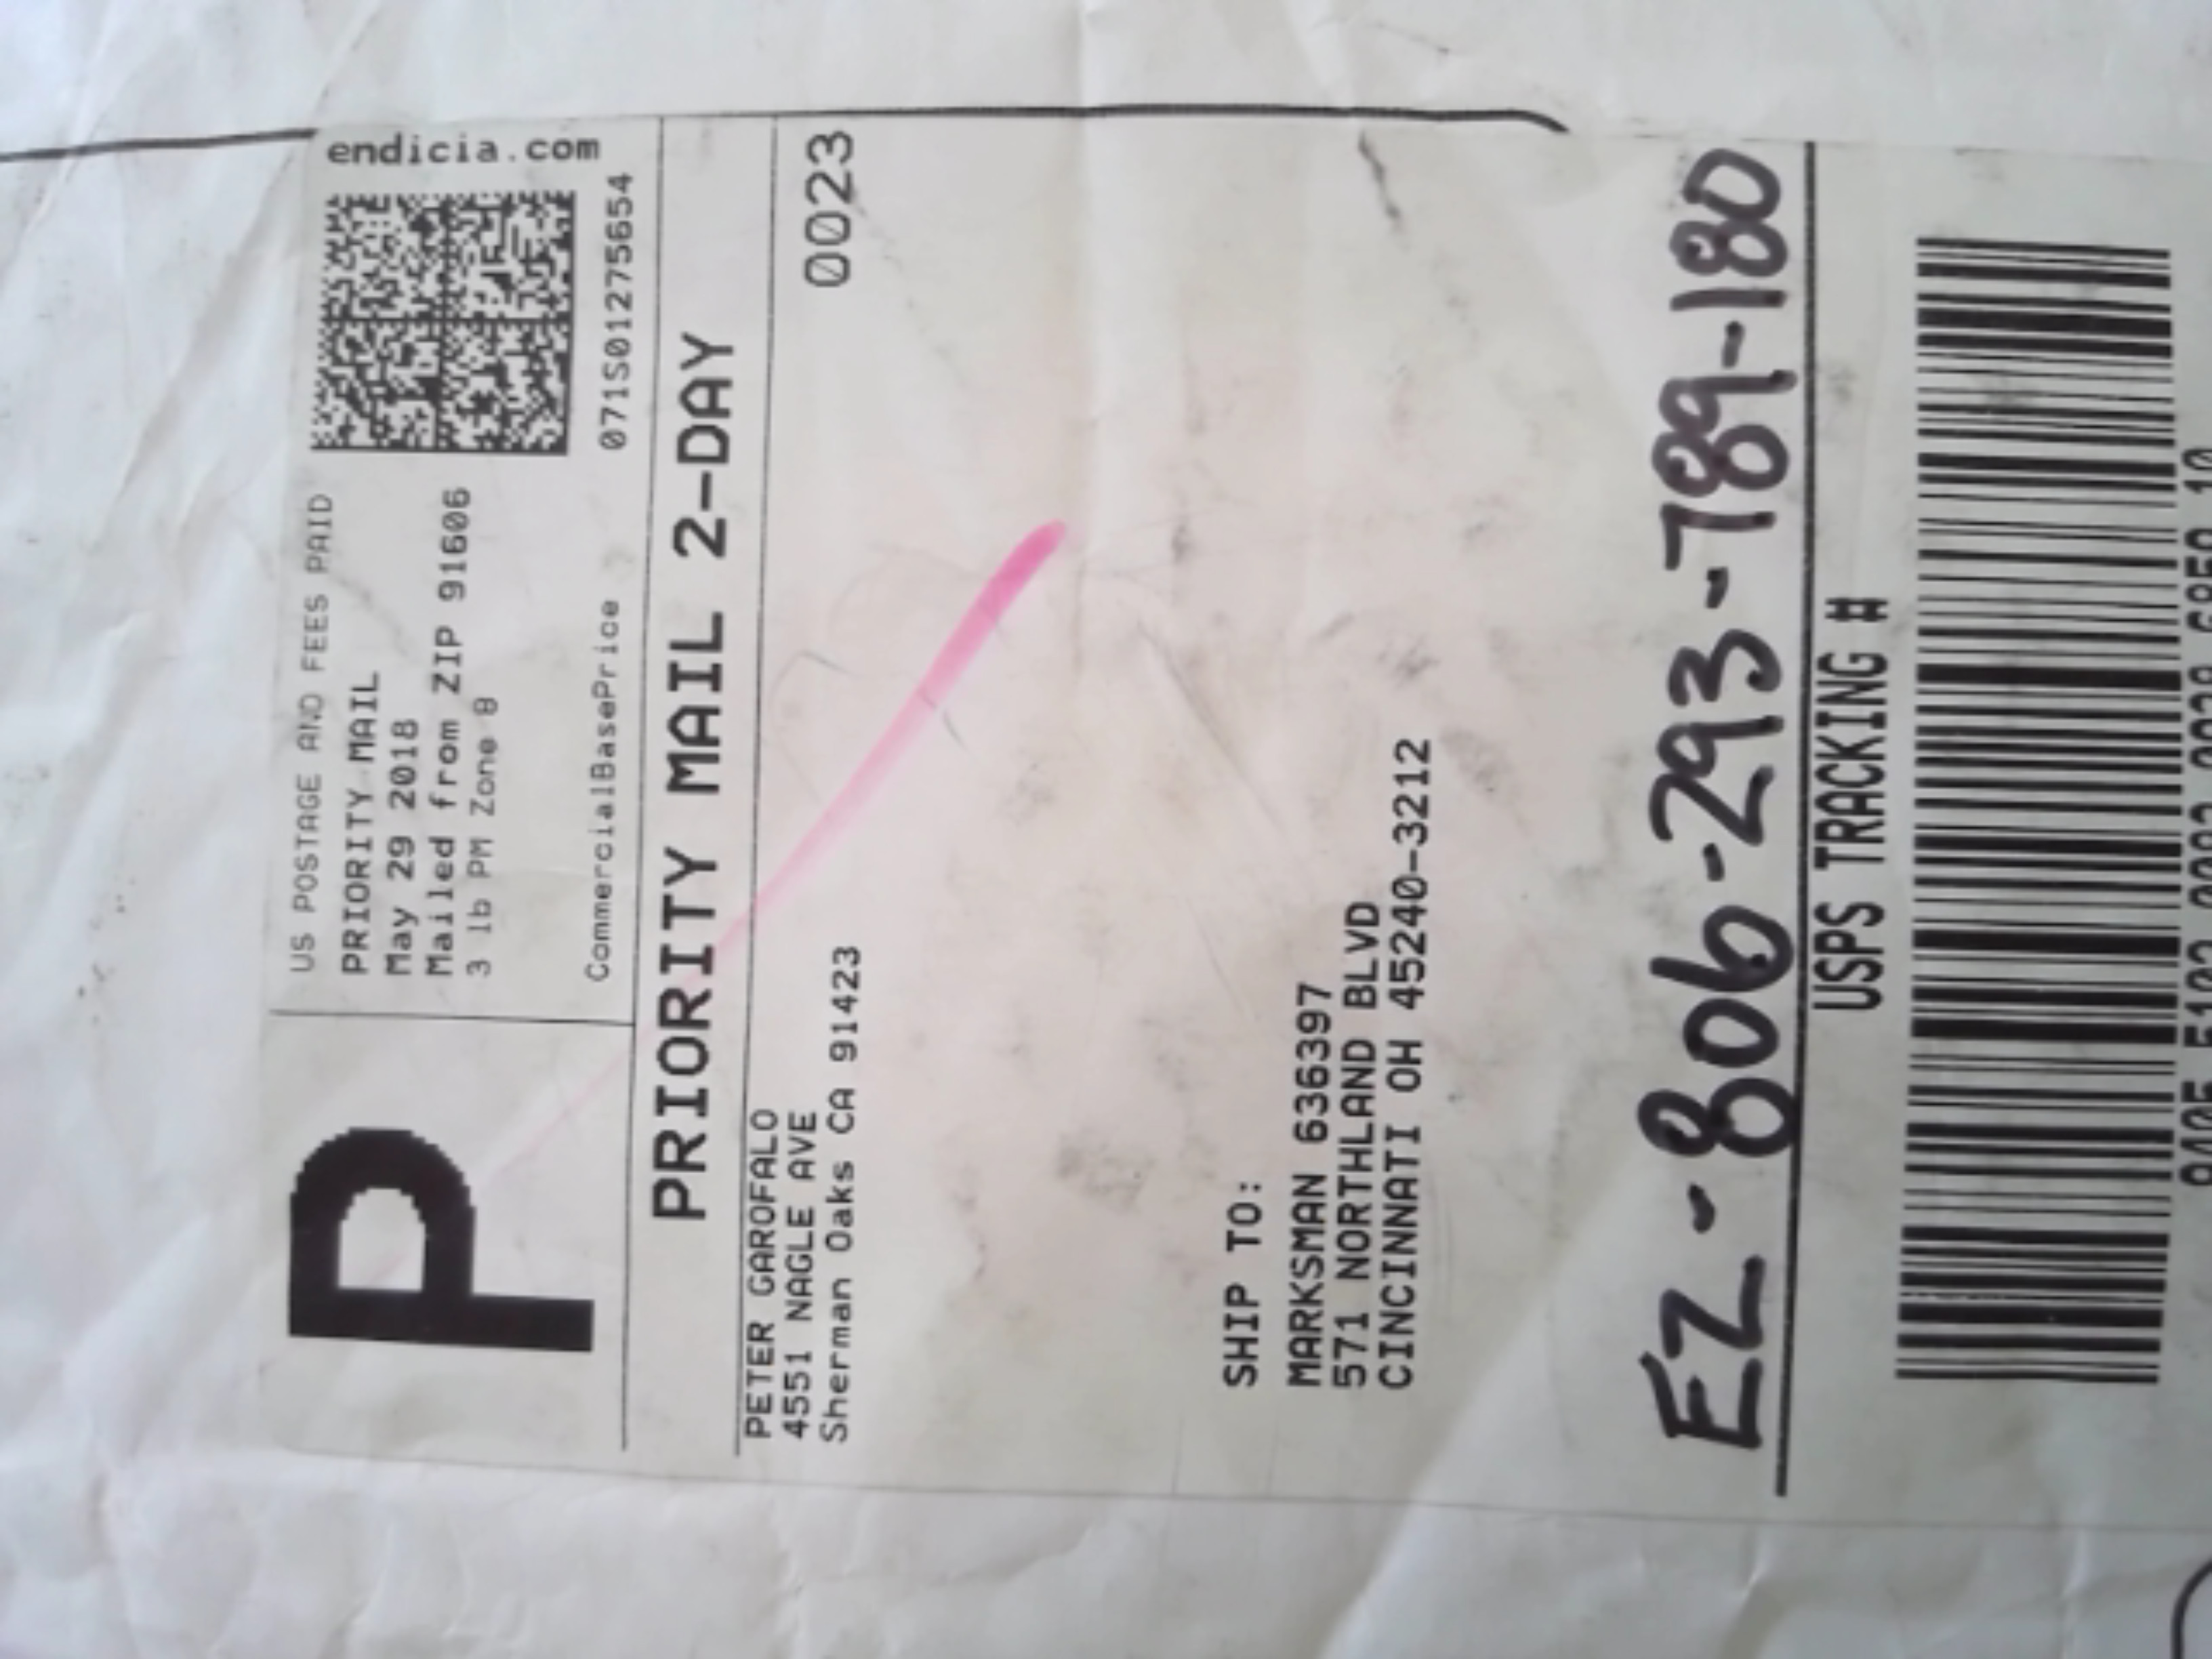 P
US POSTAGE AND FEES PAID
PRIORITY MAIL
May 29 2018
Mailed from ZIP 91606
3 lb PM Zone 8
CommercialBasePrice
endicia.com
071S01275654
PRIORITY MAIL 2-DAY
PETER GAROFALO
4551 NAGLE AVE
Sherman Oaks CA 91423
0023
SHIP TO:
MARKSMAN 636397
571 NORTHLAND BLVD
CINCINNATI OH 45240-3212
EZ-806-293-789-180
USPS TRACKING #